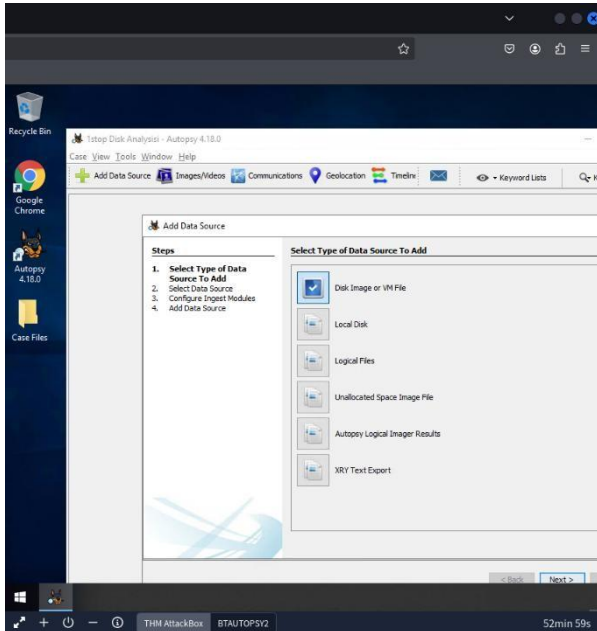 Recycle Bin
Google
Chrome
Autopsy
4.18.0
Case Files
1stop Disk Analysisi - Autopsy 4.18.0
Case View Tools Window Help
Add Data Source Images/Videos Communications Geolocation Timeline Keyword Lists
Add Data Source
Steps
1. Select Type of Data
Source To Add
2. Select Data Source
3. Configure Ingest Modules
4. Add Data Source
Select Type of Data Source To Add
Disk Image or VM File
Local Disk
Logical Files
Unallocated Space Image File
Autopsy Logical Imager Results
XRY Text Export
< Back Next >
THM AttackBox BTAUTOPSY2 52min 59s